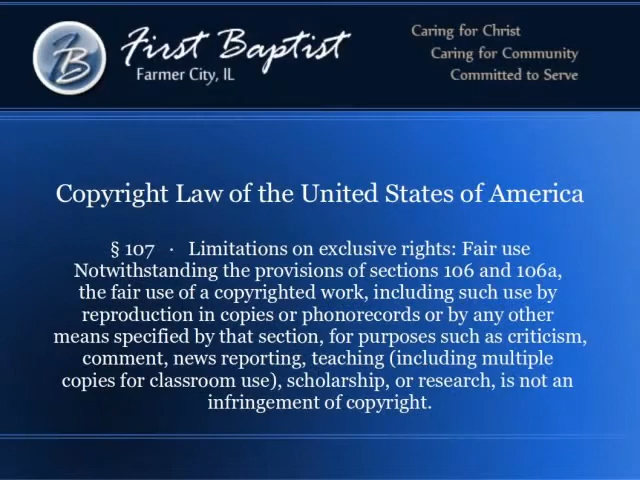 FB
First Baptist
Farmer City, IL
Caring for Christ
Caring for Community
Committed to Serve
Copyright Law of the United States of America
§ 107 · Limitations on exclusive rights: Fair use
Notwithstanding the provisions of sections 106 and 106a,
the fair use of a copyrighted work, including such use by
reproduction in copies or phonorecords or by any other
means specified by that section, for purposes such as criticism,
comment, news reporting, teaching (including multiple
copies for classroom use), scholarship, or research, is not an
infringement of copyright.